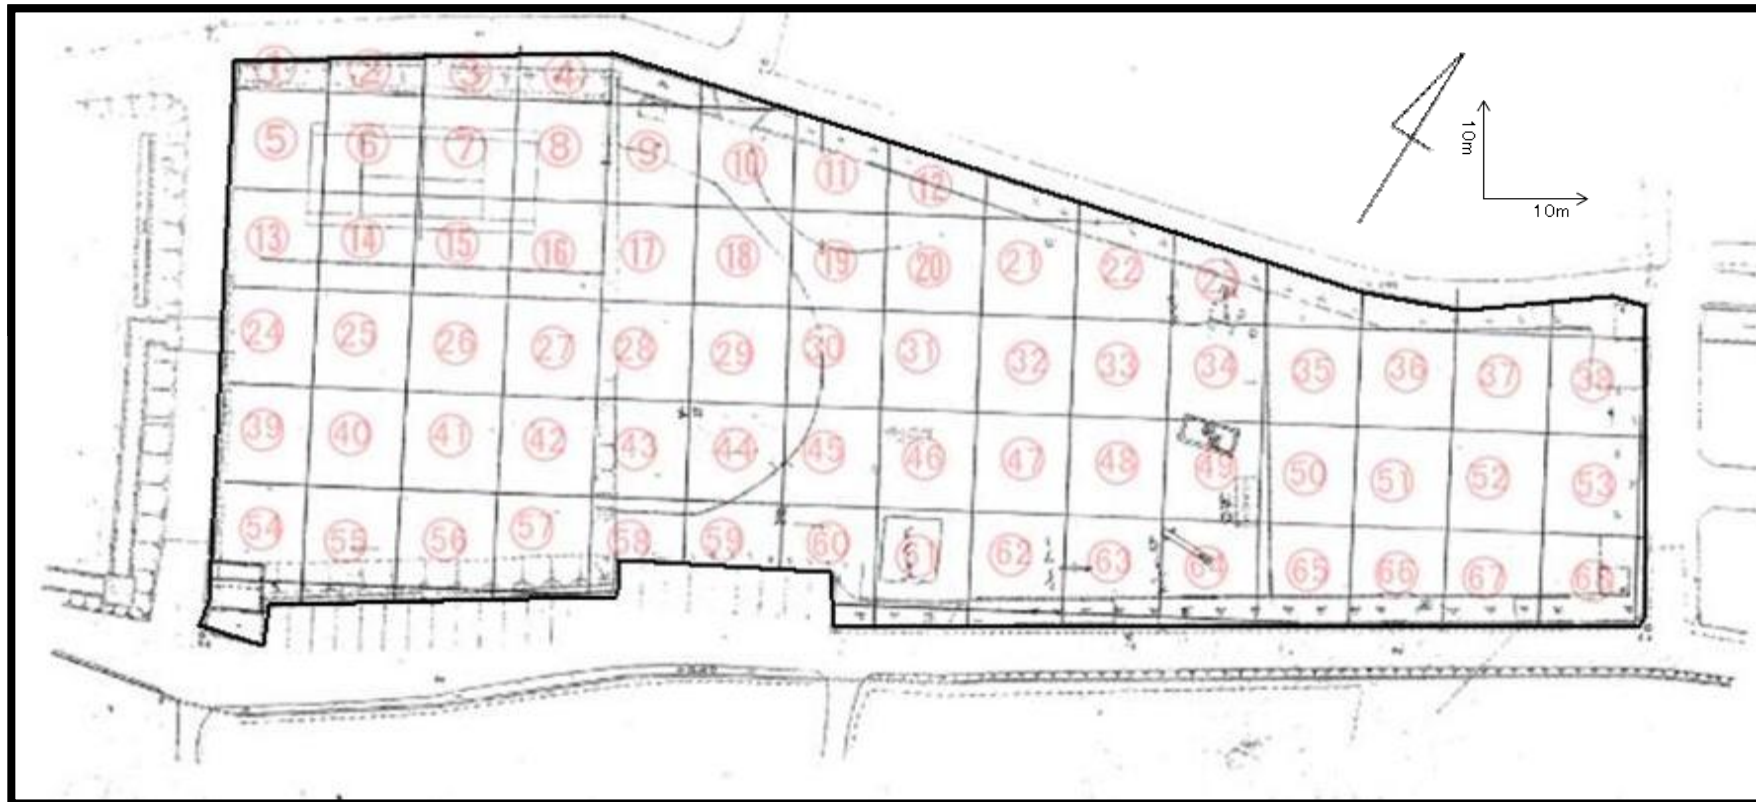 ① ② ③ ④
⑤ ⑥ ⑦ ⑧ ⑨ ⑩ ⑪ ⑫
⑬ ⑭ ⑮ ⑯ ⑰ ⑱ ⑲ ⑳ ㉑ ㉒ ㉓
㉔ ㉕ ㉖ ㉗ ㉘ ㉙ ㉚ ㉛ ㉜ ㉝ ㉞ ㉟ ㊱ ㊲ ㊳
㊴ ㊵ ㊶ ㊷ ㊸ ㊹ ㊺ ㊻ ㊼ ㊽ ㊾ ㊿ 51 52 53
54 55 56 57 58 59 60 61 62 63 64 65 66 67 68
10m
10m